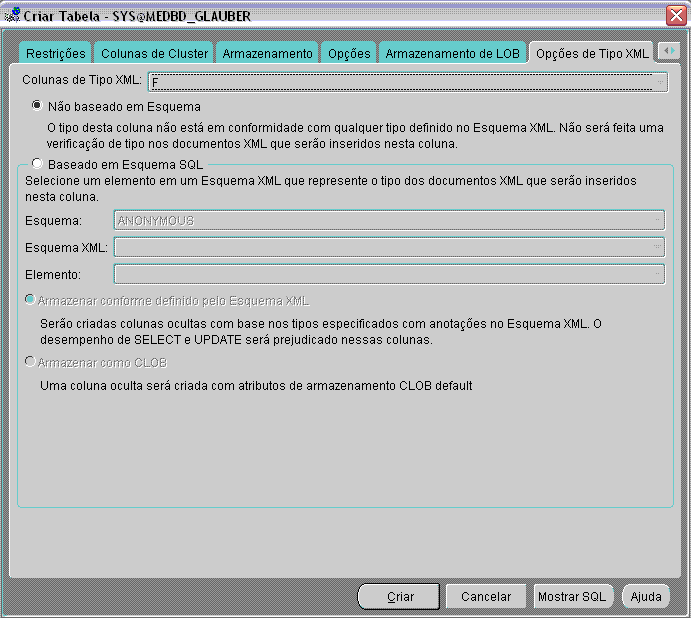 Criar Tabela - SYS@MEDBD_GLAUBER
Restrições Colunas de Cluster Armazenamento Opções Armazenamento de LOB Opções de Tipo XML
Colunas de Tipo XML: F
Não baseado em Esquema
O tipo desta coluna não está em conformidade com qualquer tipo definido no Esquema XML. Não será feita uma
verificação de tipo nos documentos XML que serão inseridos nesta coluna.
Baseado em Esquema SQL
Selecione um elemento em um Esquema XML que represente o tipo dos documentos XML que serão inseridos
nesta coluna.
Esquema: ANONYMOUS
Esquema XML:
Elemento:
Armazenar conforme definido pelo Esquema XML
Serão criadas colunas ocultas com base nos tipos especificados com anotações no Esquema XML. O
desempenho de SELECT e UPDATE será prejudicado nessas colunas.
Armazenar como CLOB
Uma coluna oculta será criada com atributos de armazenamento CLOB default
Criar Cancelar Mostrar SQL Ajuda